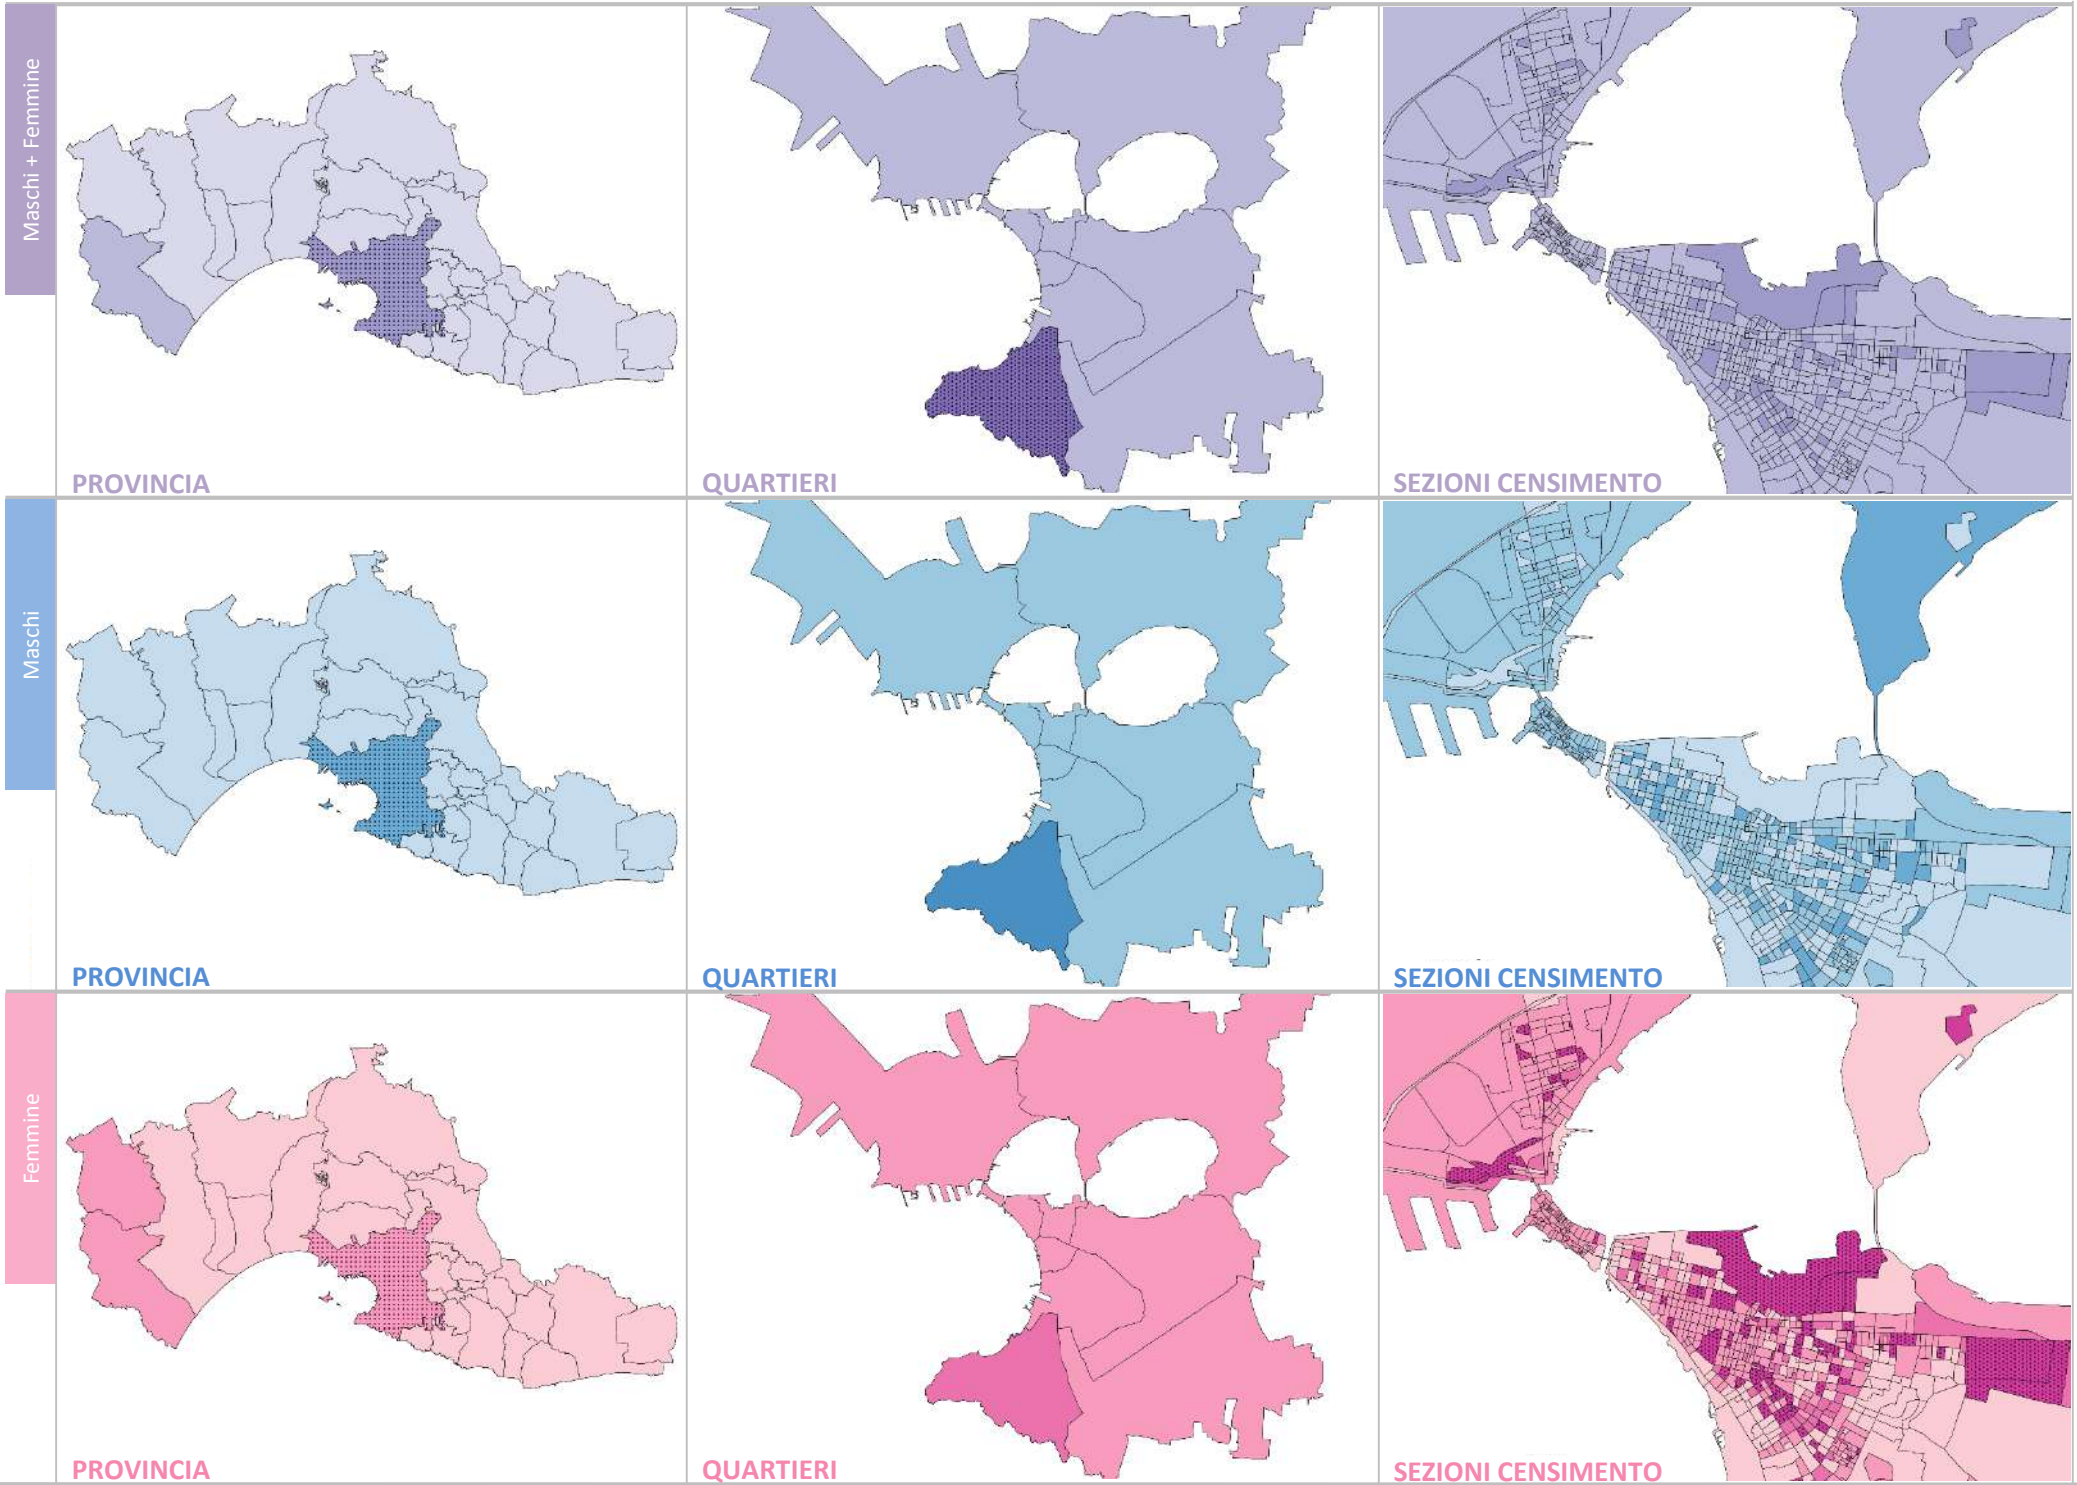 Maschi + Femmine
PROVINCIA
QUARTIERI
SEZIONI CENSIMENTO
Maschi
PROVINCIA
QUARTIERI
SEZIONI CENSIMENTO
Femmine
PROVINCIA
QUARTIERI
SEZIONI CENSIMENTO